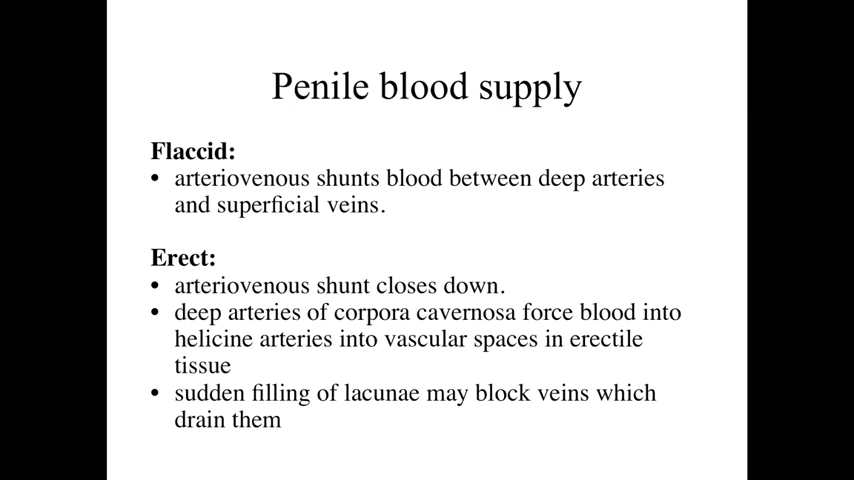 Penile blood supply
Flaccid:
• arteriovenous shunts blood between deep arteries
and superficial veins.
Erect:
• arteriovenous shunt closes down.
• deep arteries of corpora cavernosa force blood into
helicine arteries into vascular spaces in erectile
tissue
• sudden filling of lacunae may block veins which
drain them